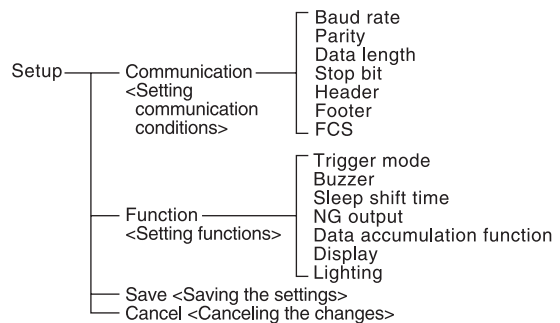 Setup
Communication
<Setting
communication
conditions>
Baud rate
Parity
Data length
Stop bit
Header
Footer
FCS
Function
<Setting functions>
Trigger mode
Buzzer
Sleep shift time
NG output
Data accumulation function
Display
Lighting
Save <Saving the settings>
Cancel <Canceling the changes>